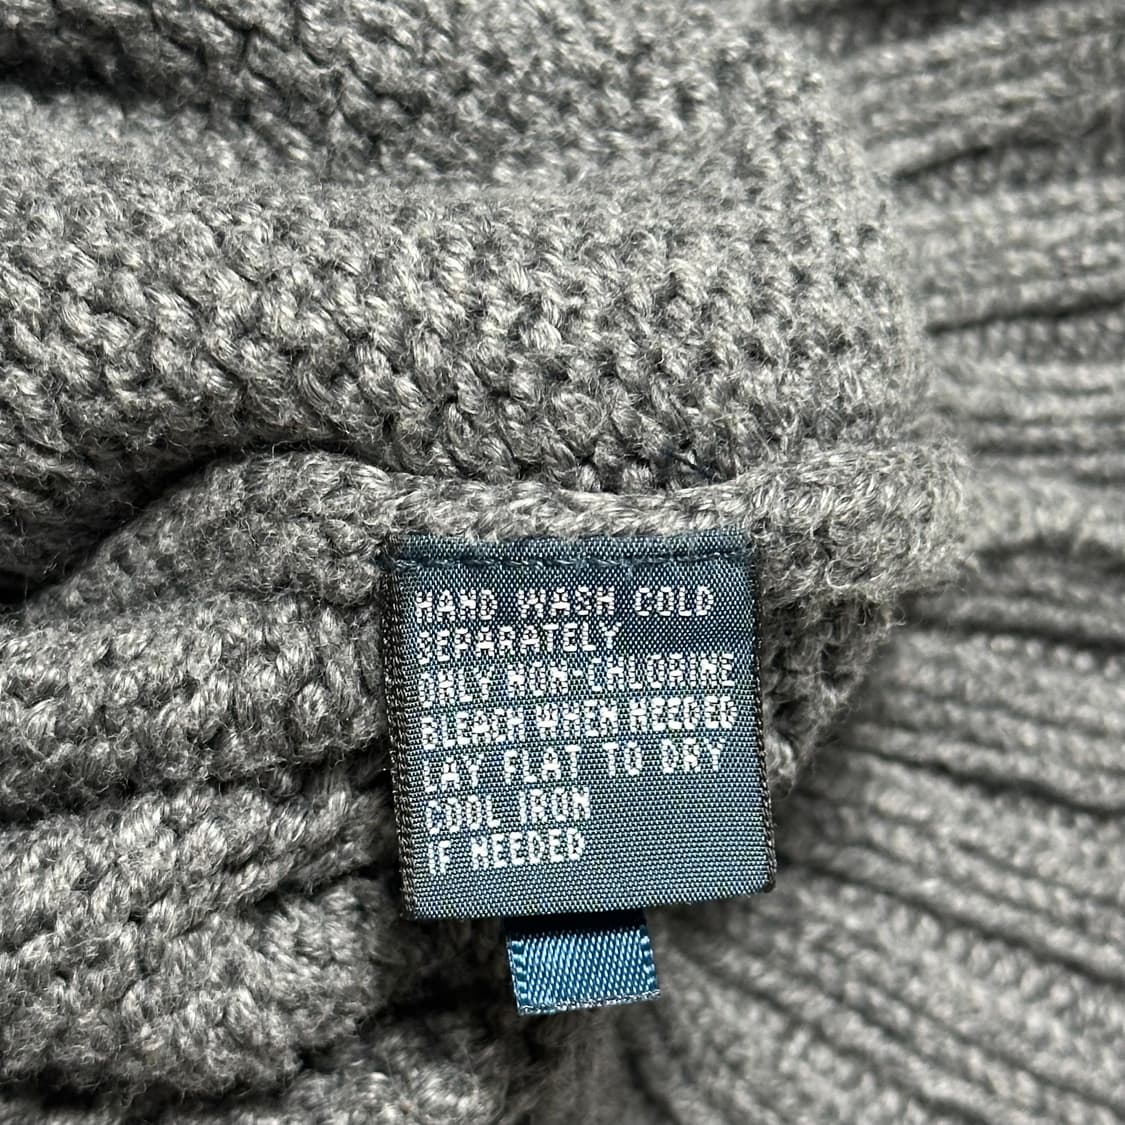 HAND WASH COLD
SEPARATELY
ONLY NON-CHLORINE
BLEACH WHEN NEEDED
LAY FLAT TO DRY
COOL IRON
IF NEEDED